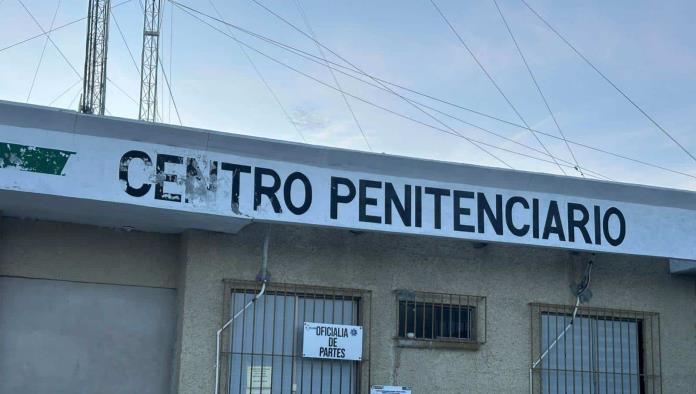 CENTRO PENITENCIARIO
OFICIALIA
DE
PARTES